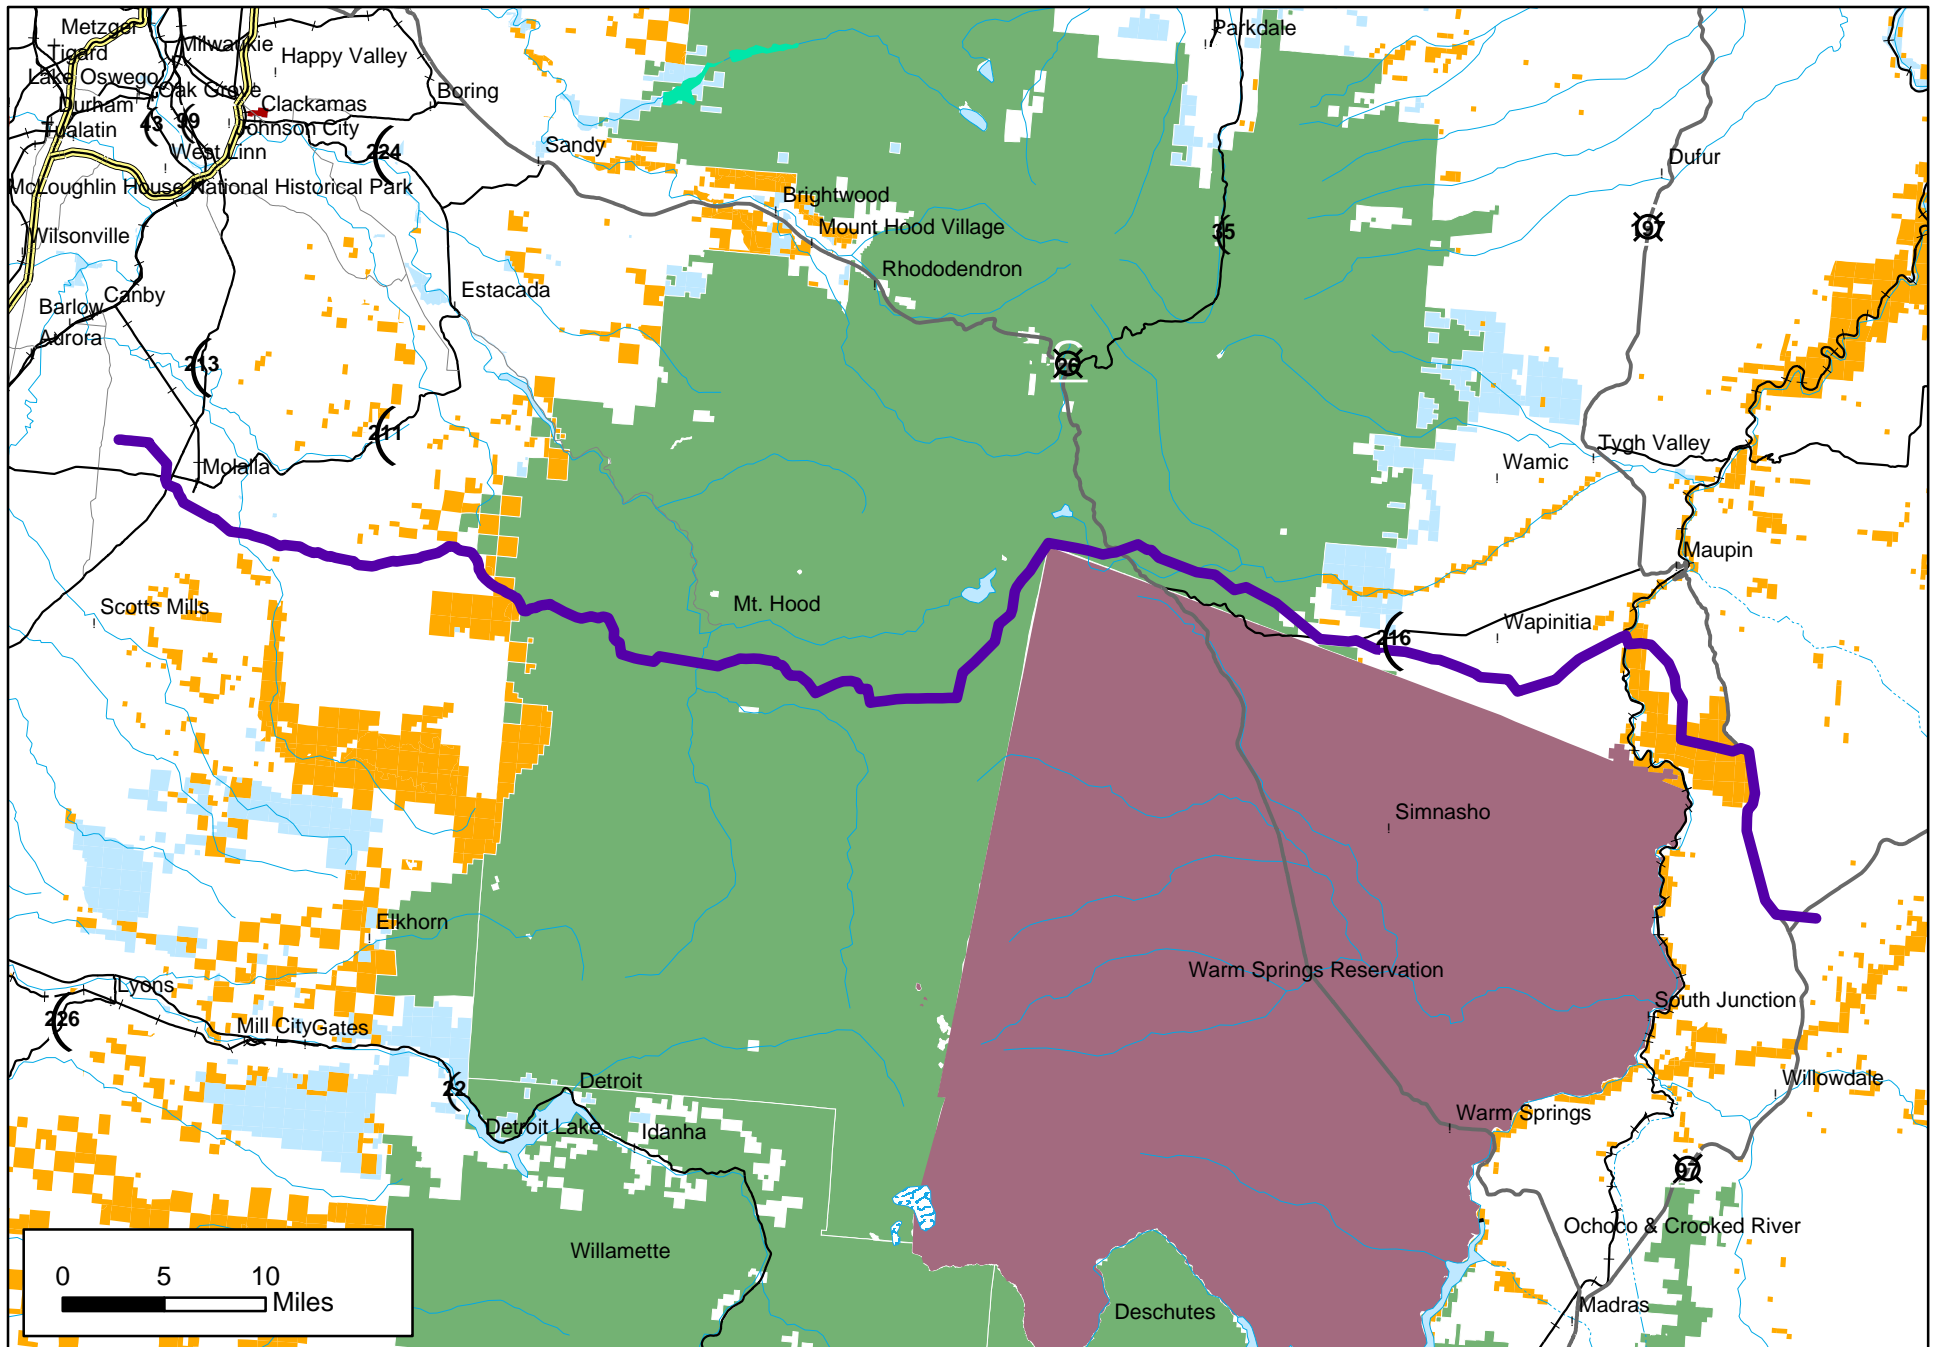 Metzger
Tigard
Milwaukie
Happy Valley
Parkdale
Lake Oswego
Oak Grove
Boring
Durham
Clackamas
43
99
Johnson City
Tualatin
224
Sandy
West Linn
Dufur
McLoughlin House National Historical Park
Brightwood
Mount Hood Village
35
197
Wilsonville
Rhododendron
Estacada
Canby
Barlow
Aurora
213
26
211
Tygh Valley
Molalla
Wamic
Maupin
Scotts Mills
Mt. Hood
Wapinitia
216
Simnasho
Elkhorn
Warm Springs Reservation
Lyons
South Junction
226
Mill City
Gates
Detroit
22
Willowdale
Detroit Lake
Idanha
Warm Springs
97
Ochoco & Crooked River
Willamette
Deschutes
Madras
0 5 10
Miles